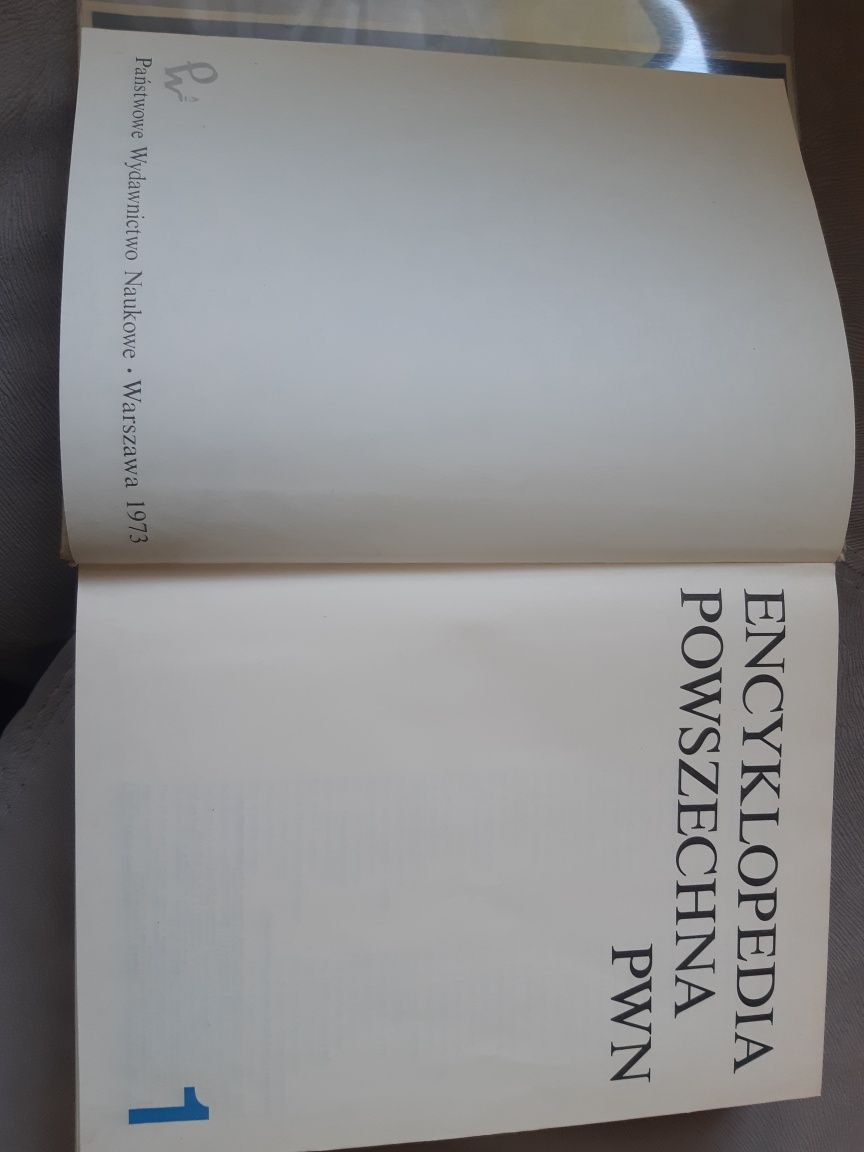 Państwowe Wydawnictwo Naukowe • Warszawa 1973
ENCYKLOPEDIA
POWSZECHNA
PWN
1